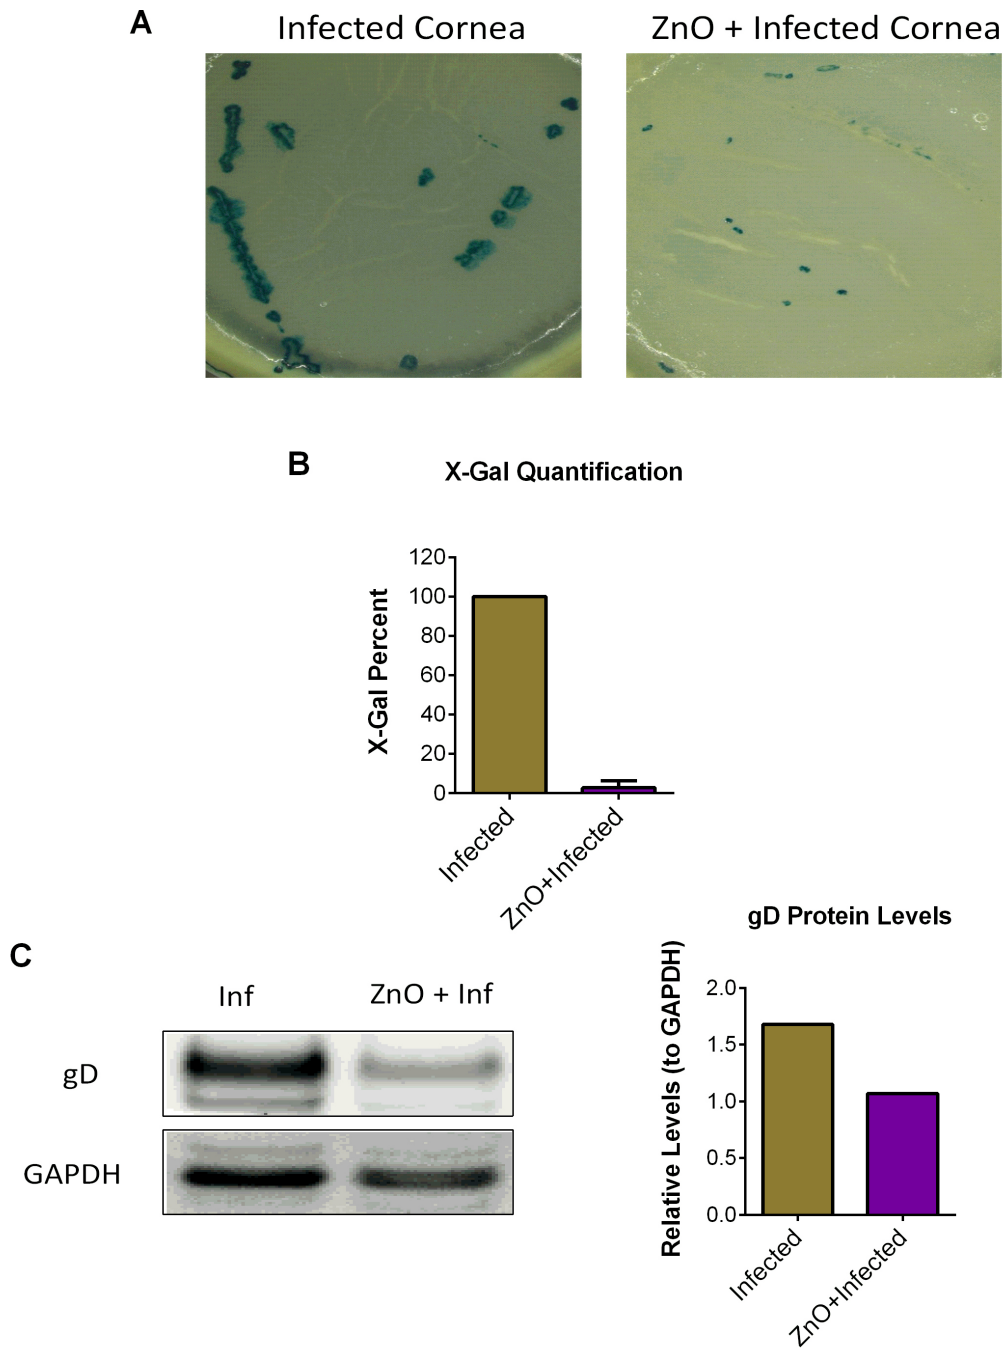 A
Infected Cornea
ZnO + Infected Cornea
B
X-Gal Quantification
X-Gal Percent
120
100
80
60
40
20
0
Infected
ZnO+Infected
C
Inf
ZnO + Inf
gD
GAPDH
gD Protein Levels
Relative Levels (to GAPDH)
2.0
1.5
1.0
0.5
0.0
Infected
ZnO+Infected